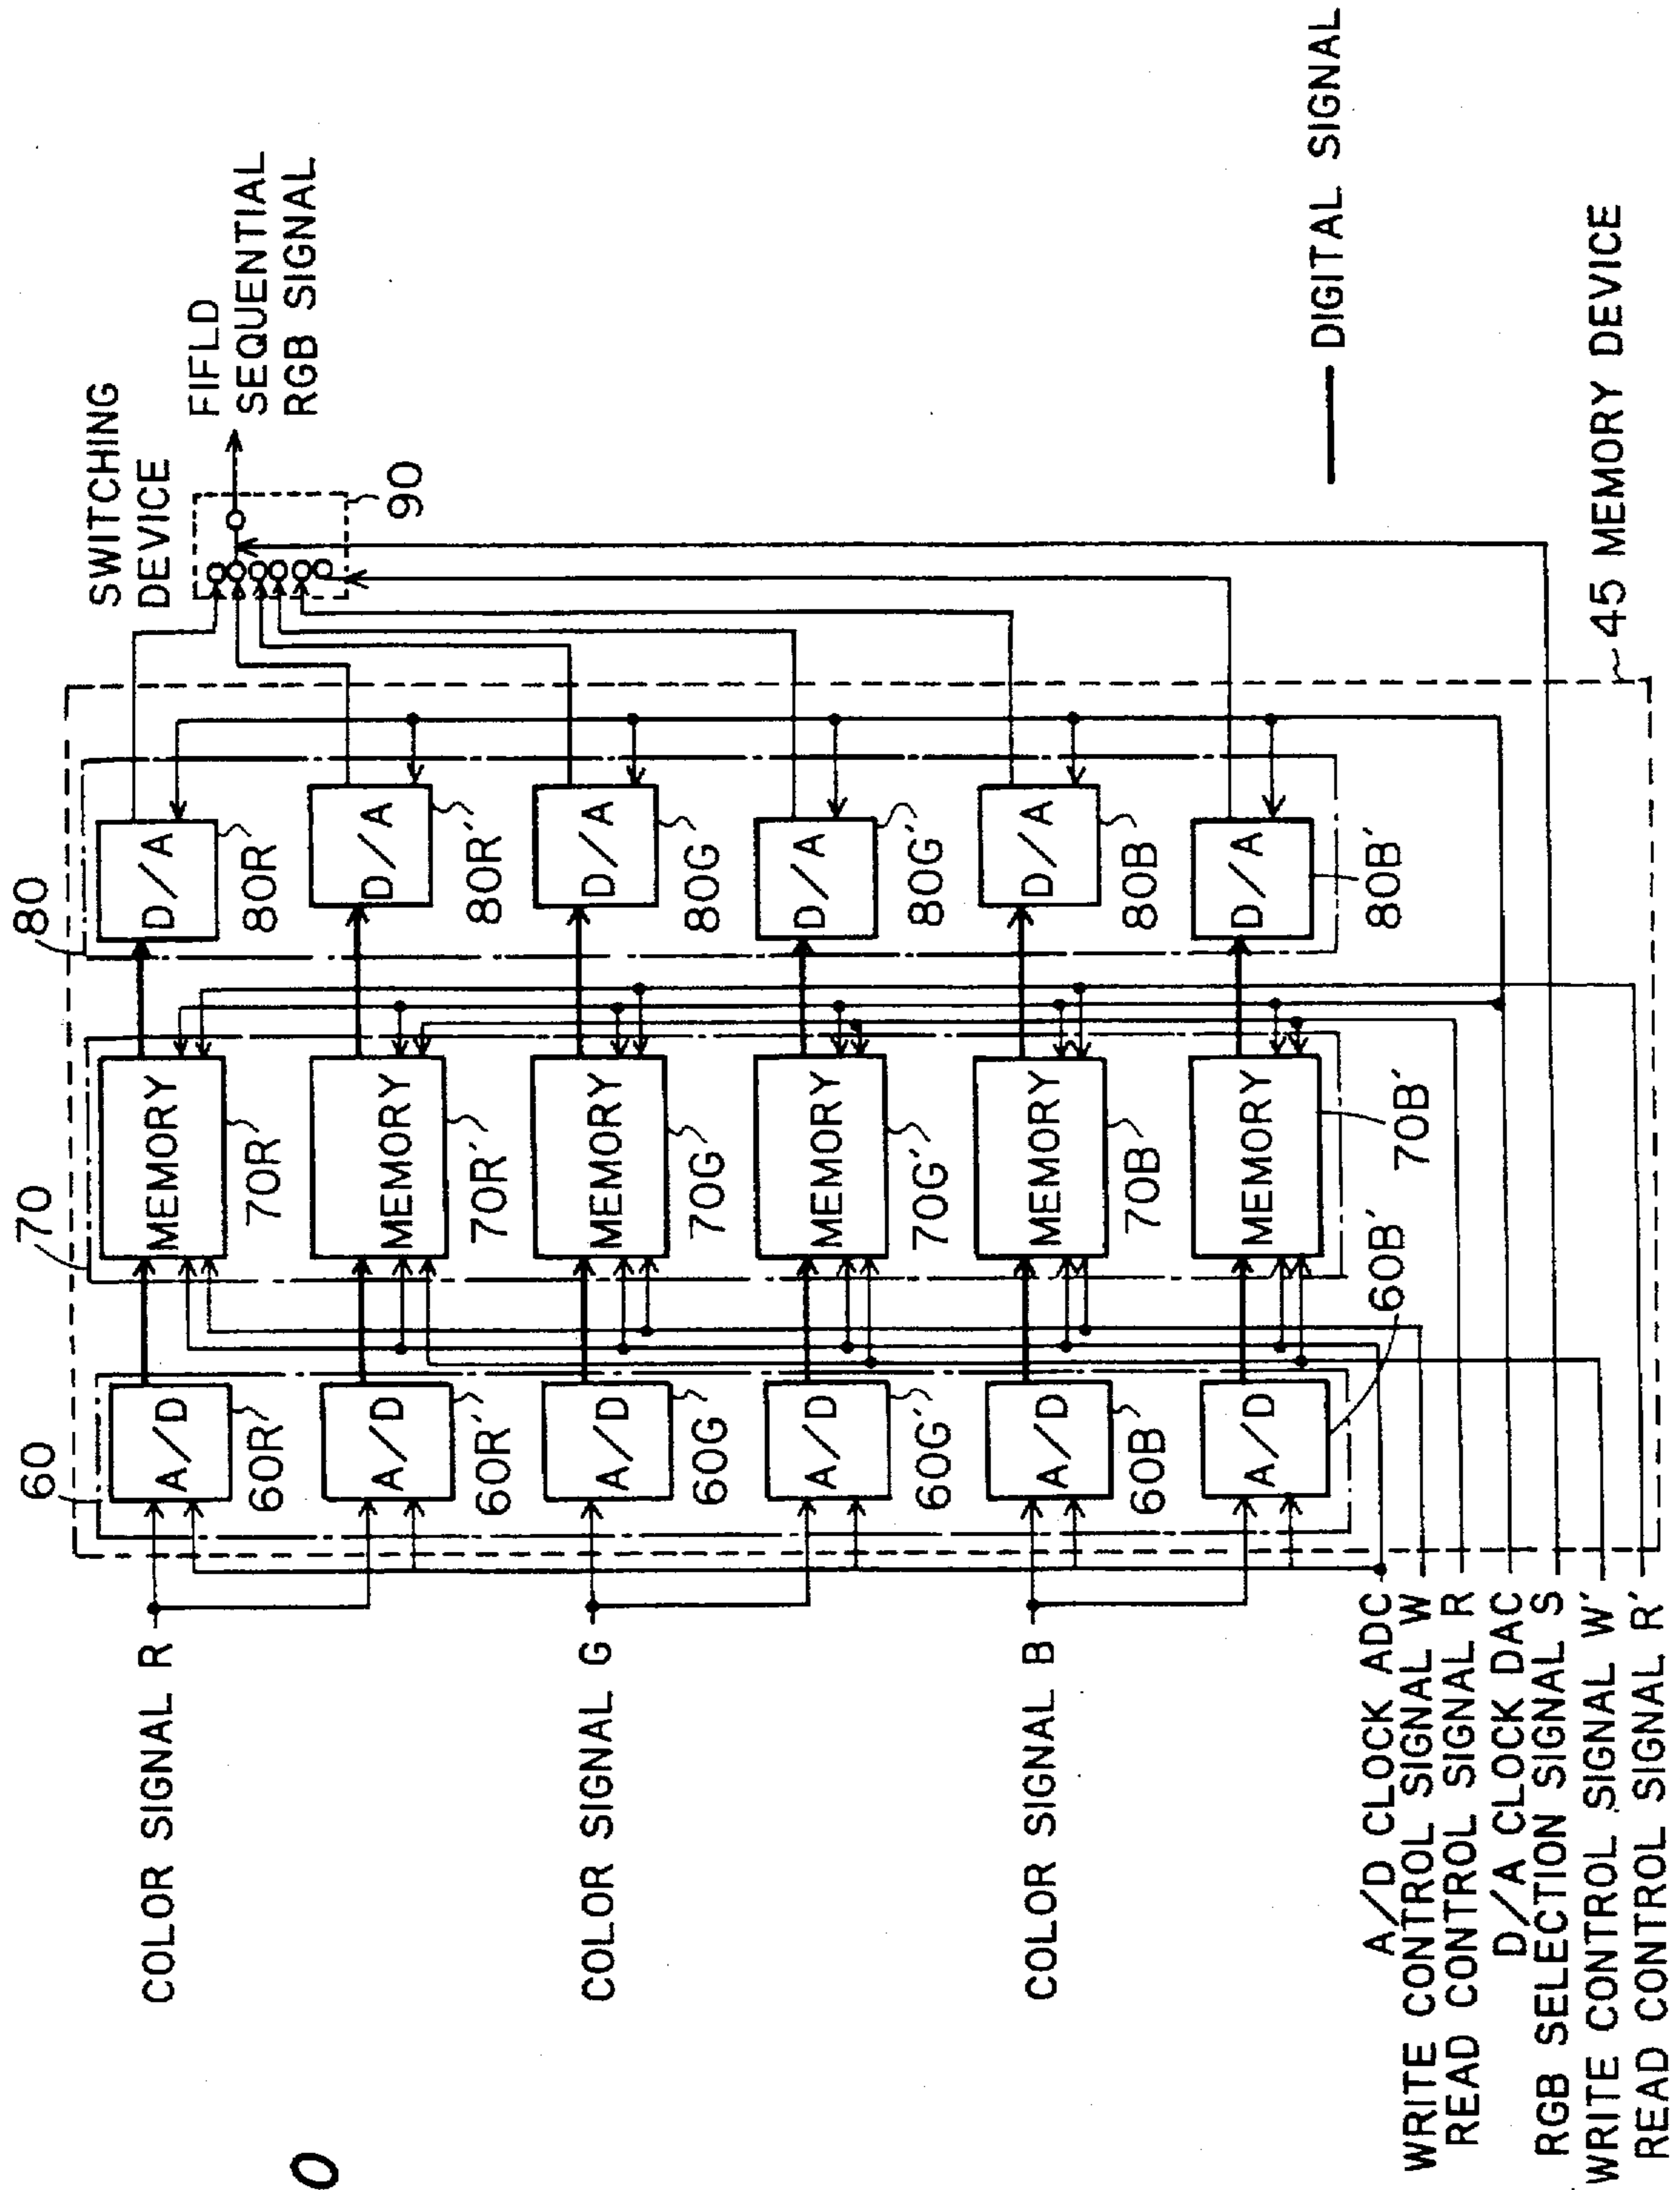 SWITCHING
DEVICE
FIFLD
SEQUENTIAL
RGB SIGNAL
90
80
D/A
80R
D/A
80R´
D/A
80G
D/A
80G´
D/A
80B
D/A
80B´
70
MEMORY
70R
MEMORY
70R´
MEMORY
70G
MEMORY
70G´
MEMORY
70B
MEMORY
70B´
60
A/D
60R
A/D
60R´
A/D
60G
A/D
60G´
A/D
60B
A/D
60B´
COLOR SIGNAL R
COLOR SIGNAL G
COLOR SIGNAL B
A/D CLOCK ADC
WRITE CONTROL SIGNAL W
READ CONTROL SIGNAL R
D/A CLOCK DAC
RGB SELECTION SIGNAL S
WRITE CONTROL SIGNAL W´
READ CONTROL SIGNAL R´
DIGITAL SIGNAL
45 MEMORY DEVICE
0